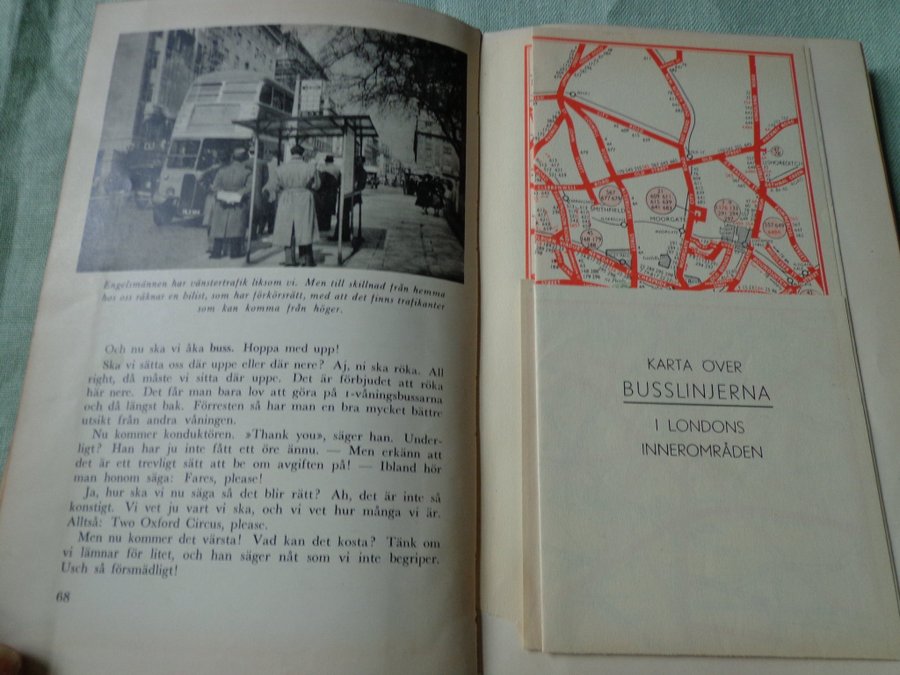 Engelsmännen har vänstertrafik liksom vi. Men till skillnad från hemma
hos oss räknar en bilist, som har förkörsrätt, med att det finns trafikanter
som kan komma från höger.
Och nu ska vi åka buss. Hoppa med upp!
Ska vi sätta oss där uppe eller där nere? Aj, ni ska röka. All
right, då måste vi sitta där uppe. Det är förbjudet att röka
här nere. Det får man bara lov att göra på 1-våningsbussarna
och då längst bak. Förresten så har man en bra mycket bättre
utsikt från andra våningen.
Nu kommer konduktören. »Thank you», säger han. Under-
ligt? Han har ju inte fått ett öre ännu. — Men erkänn att
det är ett trevligt sätt att be om avgiften på! — Ibland hör
man honom säga: Fares, please!
Ja, hur ska vi nu säga så det blir rätt? Ah, det är inte så
konstigt. Vi vet ju vart vi ska, och vi vet hur många vi är.
Alltså: Two Oxford Circus, please.
Men nu kommer det värsta! Vad kan det kosta? Tänk om
vi lämnar för litet, och han säger nåt som vi inte begriper.
Usch så försmädligt!
68
CITY
ROAD
SHOREDITCH
CLERKENWELL
SMITHFIELD
MOORGATE
KARTA ÖVER
BUSSLINJERNA
I LONDONS
INNEROMRÅDEN